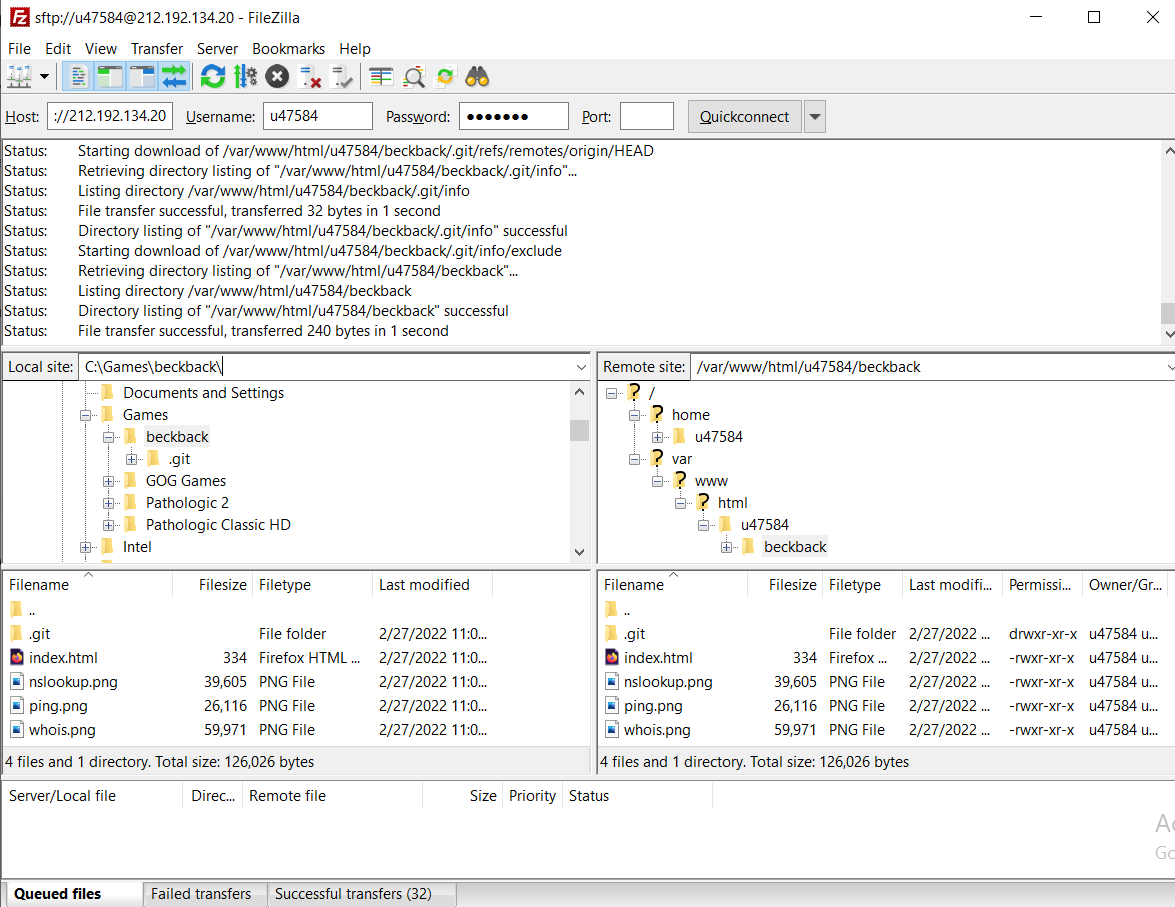 sftp://u47584@212.192.134.20 - FileZilla
File Edit View Transfer Server Bookmarks Help
Host: ://212.192.134.20 Username: u47584 Password: ●●●●●●● Port: Quickconnect
Status: Starting download of /var/www/html/u47584/beckback/.git/refs/remotes/origin/HEAD
Status: Retrieving directory listing of "/var/www/html/u47584/beckback/.git/info"...
Status: Listing directory /var/www/html/u47584/beckback/.git/info
Status: File transfer successful, transferred 32 bytes in 1 second
Status: Directory listing of "/var/www/html/u47584/beckback/.git/info" successful
Status: Starting download of /var/www/html/u47584/beckback/.git/info/exclude
Status: Retrieving directory listing of "/var/www/html/u47584/beckback"...
Status: Listing directory /var/www/html/u47584/beckback
Status: Directory listing of "/var/www/html/u47584/beckback" successful
Status: File transfer successful, transferred 240 bytes in 1 second
Local site: C:\Games\beckback\
Documents and Settings
Games
beckback
.git
GOG Games
Pathologic 2
Pathologic Classic HD
Intel
Remote site: /var/www/html/u47584/beckback
/
home
u47584
var
www
html
u47584
beckback
Filename Filesize Filetype Last modified
..
.git File folder 2/27/2022 11:0...
index.html 334 Firefox HTML ... 2/27/2022 11:0...
nslookup.png 39,605 PNG File 2/27/2022 11:0...
ping.png 26,116 PNG File 2/27/2022 11:0...
whois.png 59,971 PNG File 2/27/2022 11:0...
4 files and 1 directory. Total size: 126,026 bytes
Filename Filesize Filetype Last modifi... Permissi... Owner/Gr...
..
.git File folder 2/27/2022 ... drwxr-xr-x u47584 u...
index.html 334 Firefox ... 2/27/2022 ... -rwxr-xr-x u47584 u...
nslookup.png 39,605 PNG File 2/27/2022 ... -rwxr-xr-x u47584 u...
ping.png 26,116 PNG File 2/27/2022 ... -rwxr-xr-x u47584 u...
whois.png 59,971 PNG File 2/27/2022 ... -rwxr-xr-x u47584 u...
4 files and 1 directory. Total size: 126,026 bytes
Server/Local file Direc... Remote file Size Priority Status
Queued files Failed transfers Successful transfers (32)